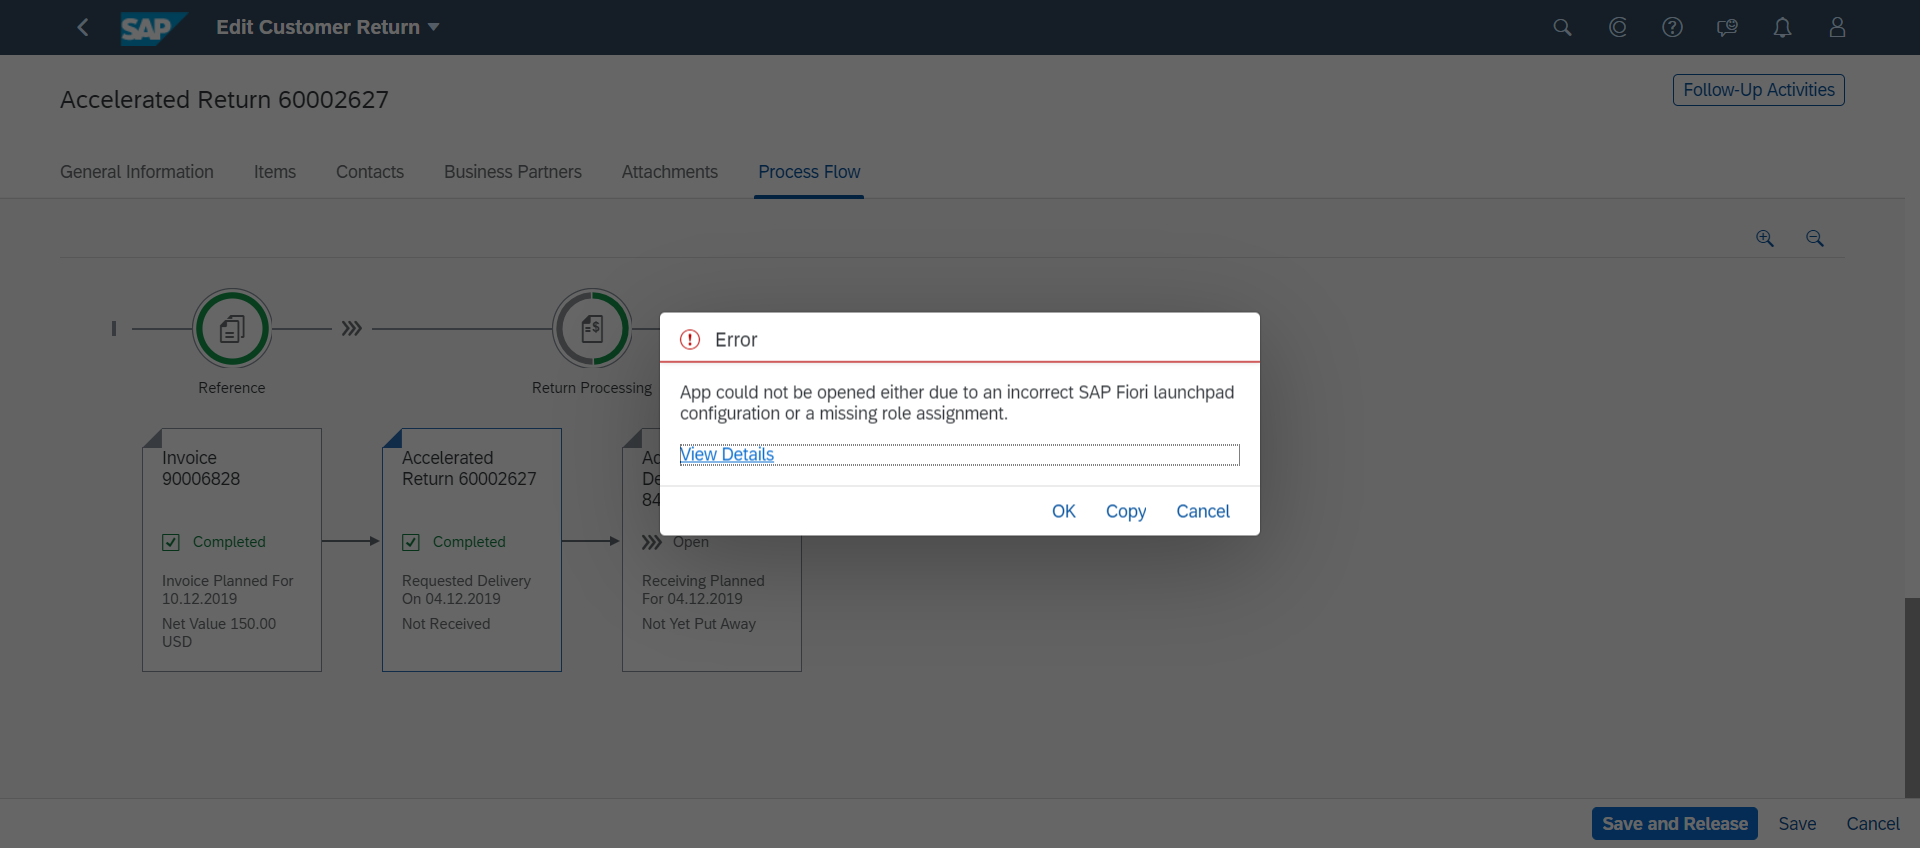 SAP
Edit Customer Return
Accelerated Return 60002627
Follow-Up Activities
General Information
Items
Contacts
Business Partners
Attachments
Process Flow
Reference
Return Processing
Error
App could not be opened either due to an incorrect SAP Fiori launchpad
configuration or a missing role assignment.
View Details
OK
Copy
Cancel
Invoice
90006828
Completed
Invoice Planned For
10.12.2019
Net Value 150.00
USD
Accelerated
Return 60002627
Completed
Requested Delivery
On 04.12.2019
Not Received
Open
Receiving Planned
For 04.12.2019
Not Yet Put Away
Save and Release
Save
Cancel